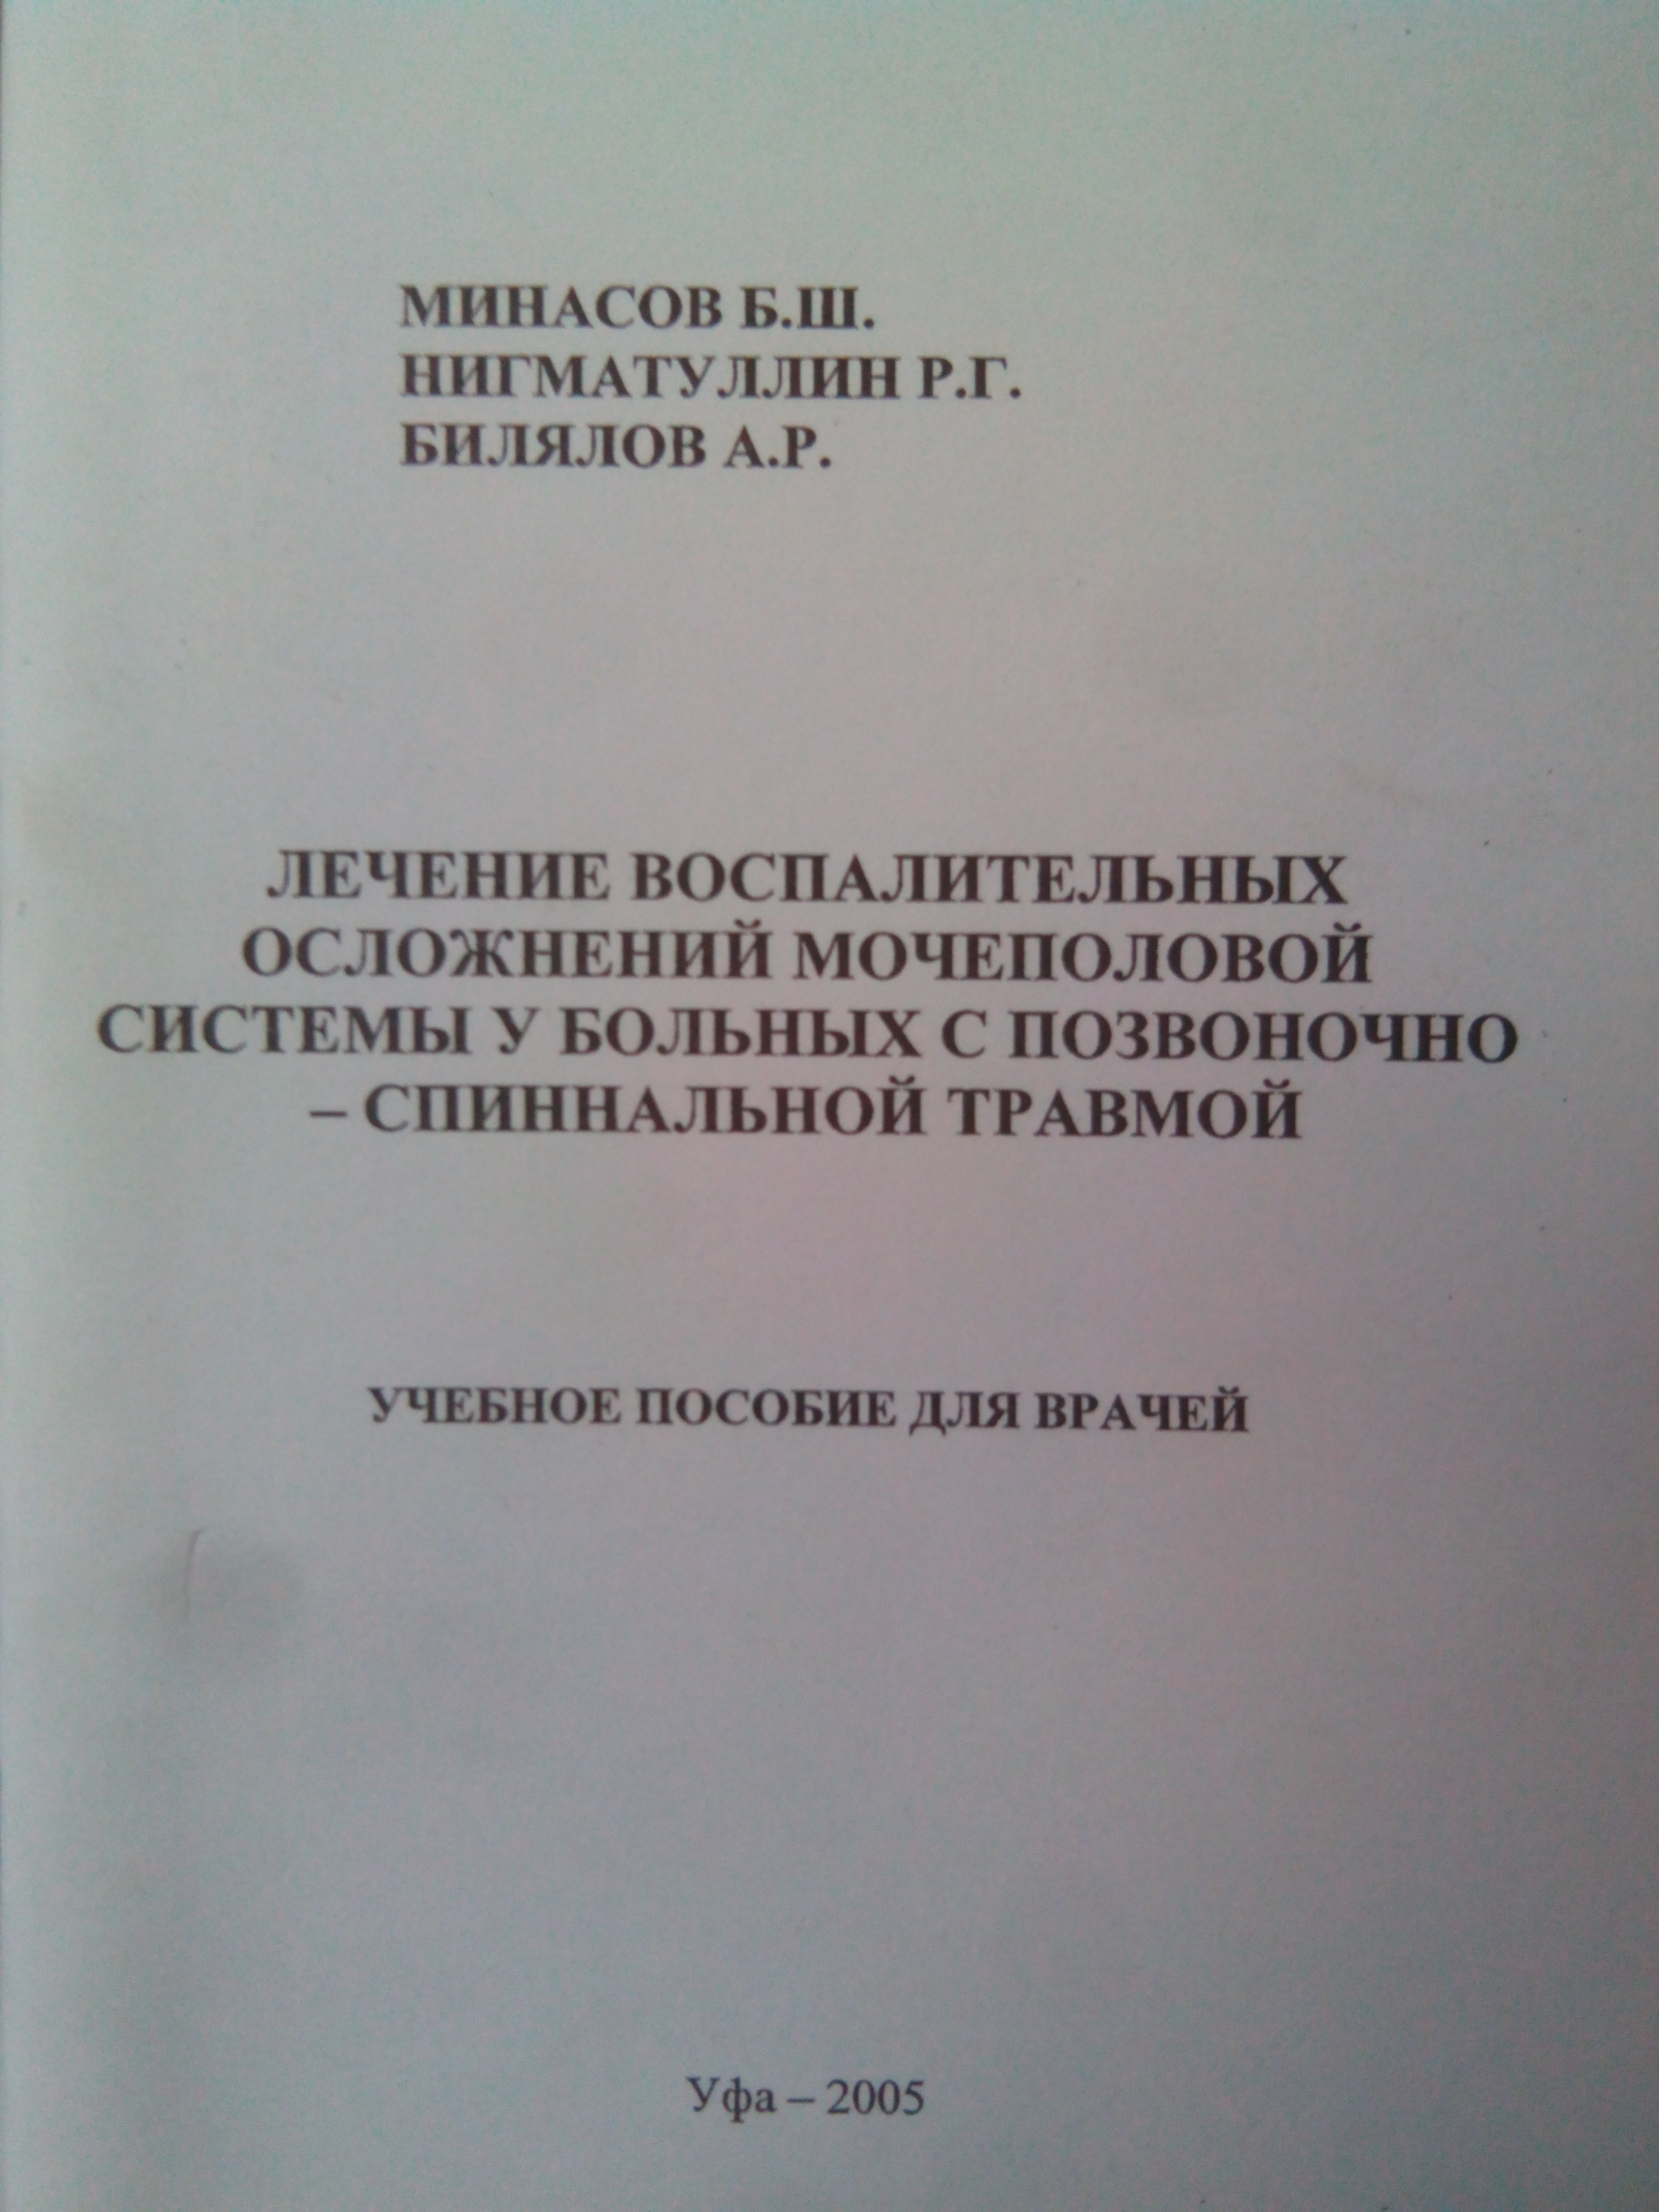 МИНАСОВ Б.Ш.
НИГМАТУЛЛИН Р.Г.
БИЛЯЛОВ А.Р.
ЛЕЧЕНИЕ ВОСПАЛИТЕЛЬНЫХ
ОСЛОЖНЕНИЙ МОЧЕПОЛОВОЙ
СИСТЕМЫ У БОЛЬНЫХ С ПОЗВОНОЧНО
– СПИННАЛЬНОЙ ТРАВМОЙ
УЧЕБНОЕ ПОСОБИЕ ДЛЯ ВРАЧЕЙ
Уфа – 2005